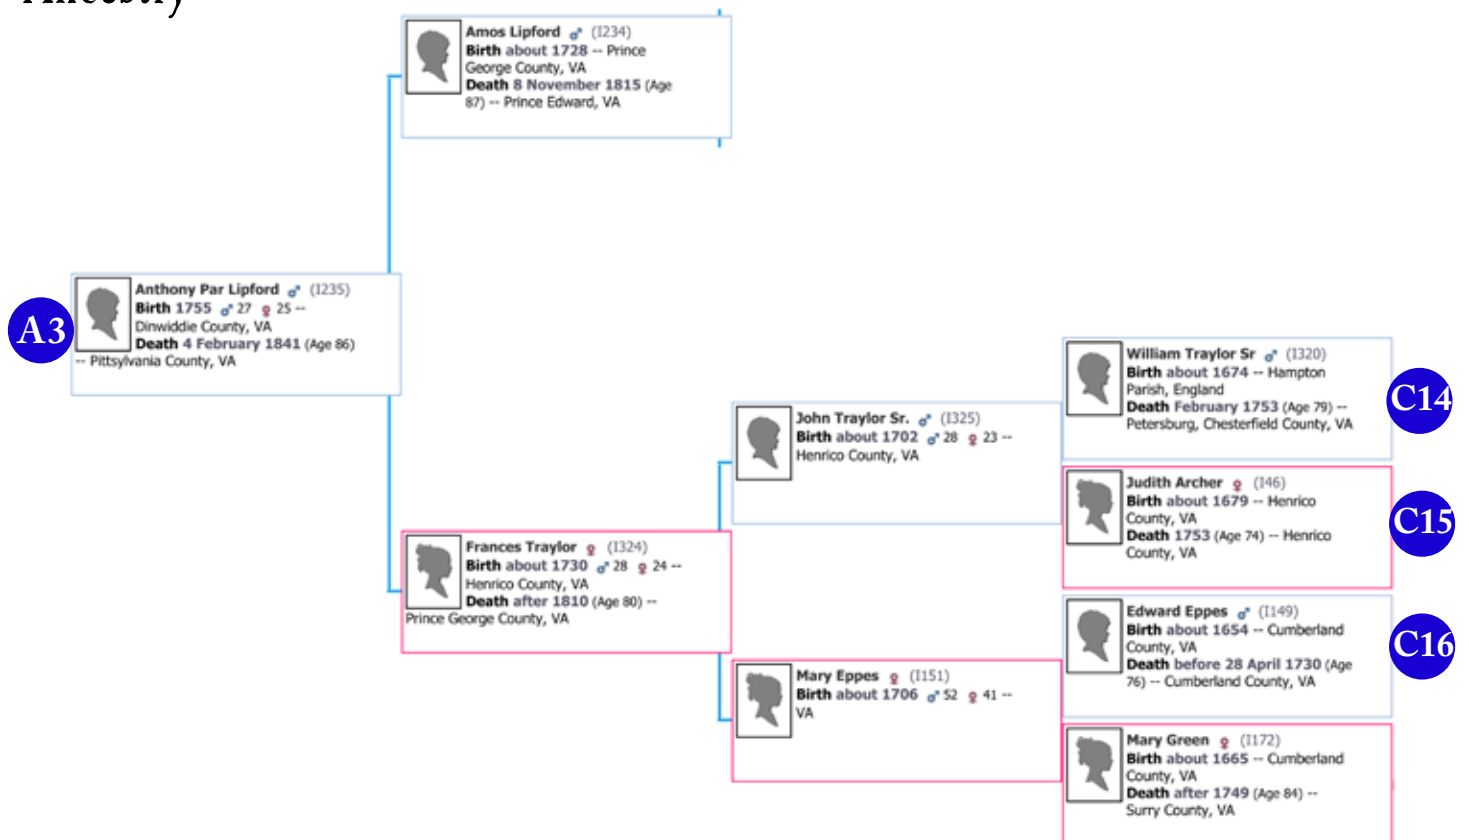 Ancestry
Amos Lipford ♂ (I234)
Birth about 1728 -- Prince
George County, VA
Death 8 November 1815 (Age
87) -- Prince Edward, VA
A3
Anthony Par Lipford ♂ (I235)
Birth 1755 ♂ 27 ♀ 25 --
Dinwiddie County, VA
Death 4 February 1841 (Age 86)
-- Pittsylvania County, VA
Frances Traylor ♀ (I324)
Birth about 1730 ♂ 28 ♀ 24 --
Henrico County, VA
Death after 1810 (Age 80) --
Prince George County, VA
John Traylor Sr. ♂ (I325)
Birth about 1702 ♂ 28 ♀ 23 --
Henrico County, VA
Mary Eppes ♀ (I151)
Birth about 1706 ♂ 52 ♀ 41 --
VA
William Traylor Sr ♂ (I320)
Birth about 1674 -- Hampton
Parish, England
Death February 1753 (Age 79) --
Petersburg, Chesterfield County, VA
C14
Judith Archer ♀ (I46)
Birth about 1679 -- Henrico
County, VA
Death 1753 (Age 74) -- Henrico
County, VA
C15
Edward Eppes ♂ (I149)
Birth about 1654 -- Cumberland
County, VA
Death before 28 April 1730 (Age
76) -- Cumberland County, VA
C16
Mary Green ♀ (I172)
Birth about 1665 -- Cumberland
County, VA
Death after 1749 (Age 84) --
Surry County, VA